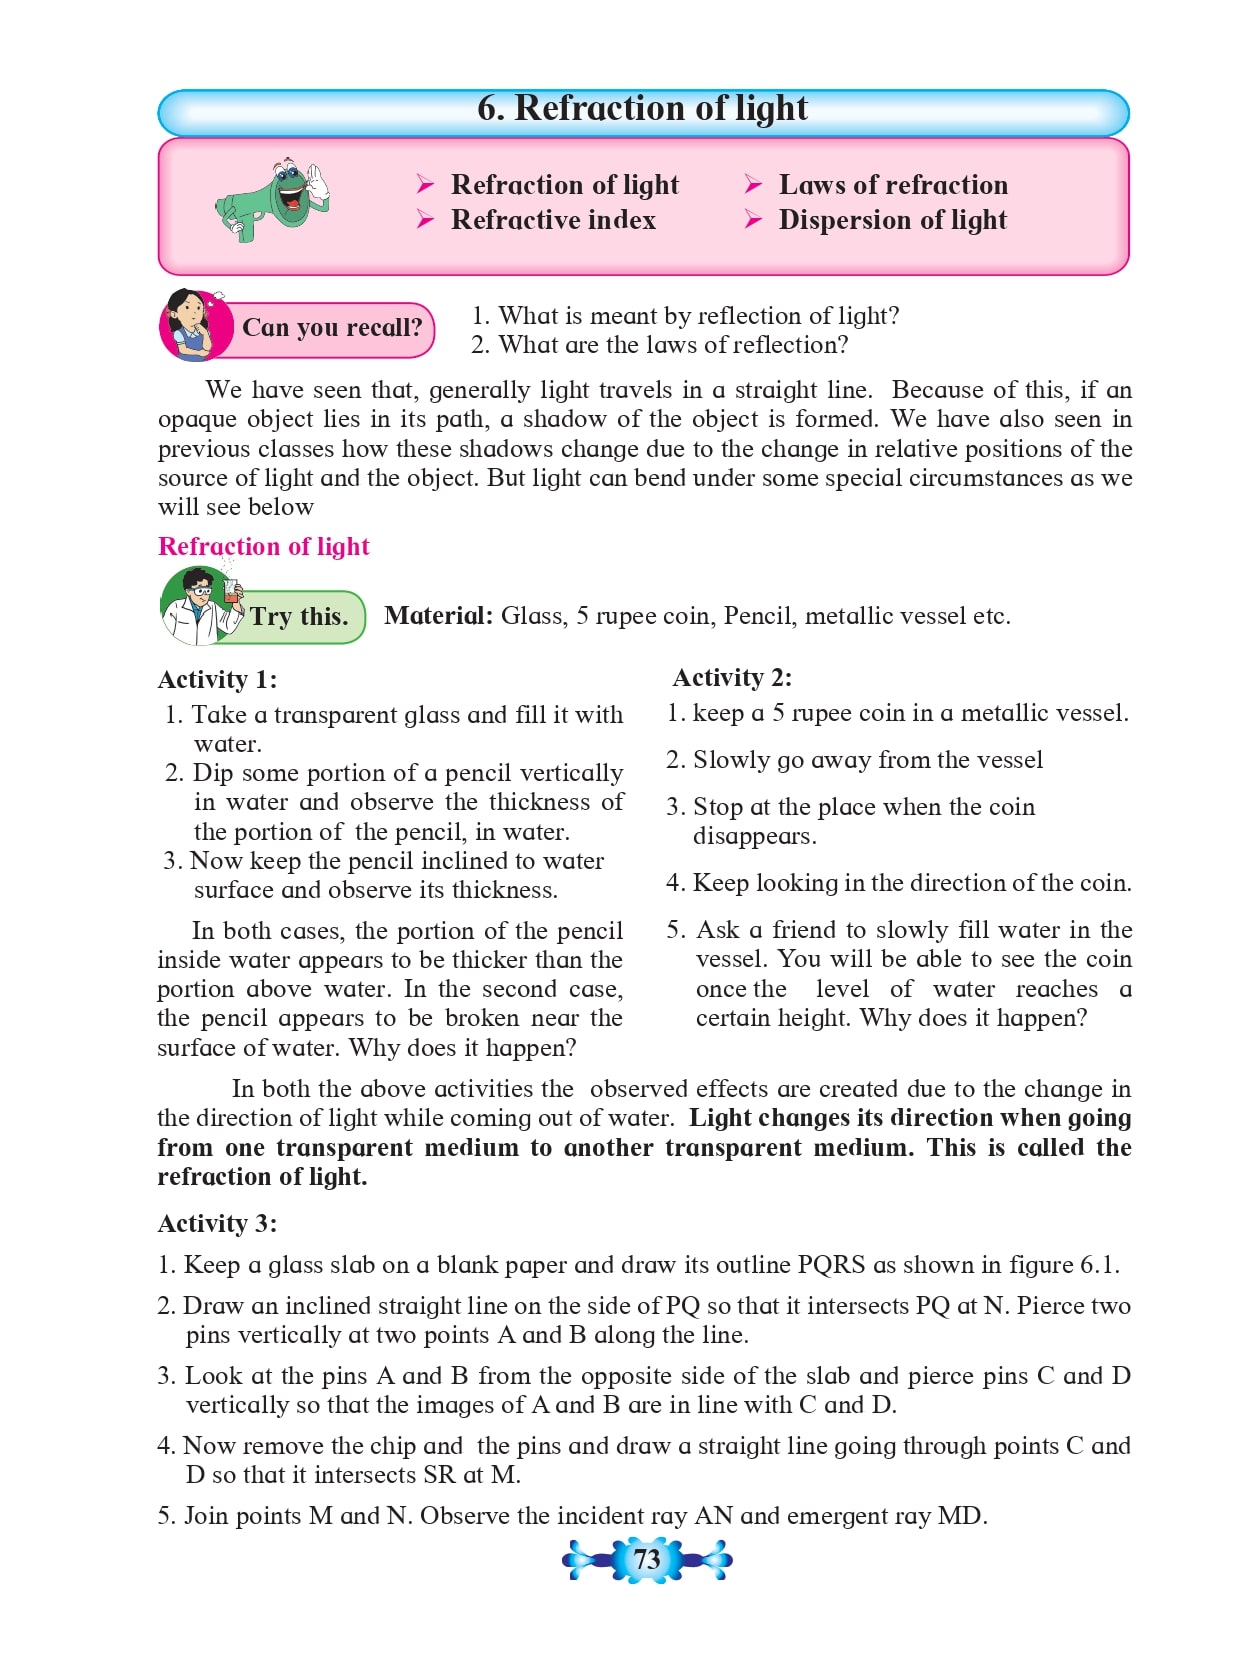 6. Refraction of light
➢ Refraction of light
➢ Laws of refraction
➢ Refractive index
➢ Dispersion of light
Can you recall?
1. What is meant by reflection of light?
2. What are the laws of reflection?
We have seen that, generally light travels in a straight line. Because of this, if an
opaque object lies in its path, a shadow of the object is formed. We have also seen in
previous classes how these shadows change due to the change in relative positions of the
source of light and the object. But light can bend under some special circumstances as we
will see below
Refraction of light
Try this.
Material: Glass, 5 rupee coin, Pencil, metallic vessel etc.
Activity 1:
1. Take a transparent glass and fill it with
water.
2. Dip some portion of a pencil vertically
in water and observe the thickness of
the portion of the pencil, in water.
3. Now keep the pencil inclined to water
surface and observe its thickness.
In both cases, the portion of the pencil
inside water appears to be thicker than the
portion above water. In the second case,
the pencil appears to be broken near the
surface of water. Why does it happen?
Activity 2:
1. keep a 5 rupee coin in a metallic vessel.
2. Slowly go away from the vessel
3. Stop at the place when the coin
disappears.
4. Keep looking in the direction of the coin.
5. Ask a friend to slowly fill water in the
vessel. You will be able to see the coin
once the level of water reaches a
certain height. Why does it happen?
In both the above activities the observed effects are created due to the change in
the direction of light while coming out of water. Light changes its direction when going
from one transparent medium to another transparent medium. This is called the
refraction of light.
Activity 3:
1. Keep a glass slab on a blank paper and draw its outline PQRS as shown in figure 6.1.
2. Draw an inclined straight line on the side of PQ so that it intersects PQ at N. Pierce two
pins vertically at two points A and B along the line.
3. Look at the pins A and B from the opposite side of the slab and pierce pins C and D
vertically so that the images of A and B are in line with C and D.
4. Now remove the chip and the pins and draw a straight line going through points C and
D so that it intersects SR at M.
5. Join points M and N. Observe the incident ray AN and emergent ray MD.
73